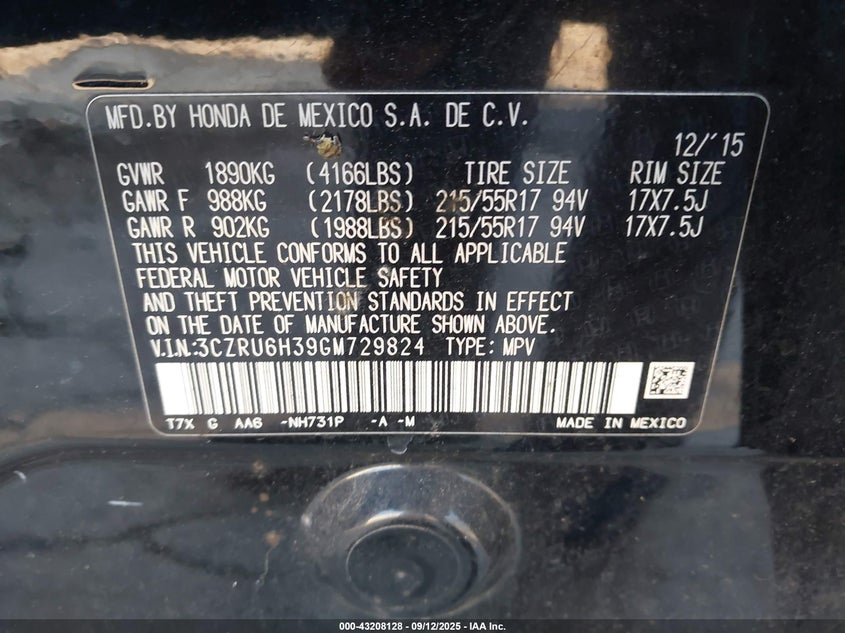 MFD.BY HONDA DE MEXICO S.A. DE C.V.
12/'15
GVWR 1890KG (4166LBS) TIRE SIZE RIM SIZE
GAWR F 988KG (2178LBS) 215/55R17 94V 17X7.5J
GAWR R 902KG (1988LBS) 215/55R17 94V 17X7.5J
THIS VEHICLE CONFORMS TO ALL APPLICABLE
FEDERAL MOTOR VEHICLE SAFETY
AND THEFT PREVENTION STANDARDS IN EFFECT
ON THE DATE OF MANUFACTURE SHOWN ABOVE.
V.I.N:3CZRU6H39GM729824 TYPE: MPV
T7X G AA6 -NH731P -A -M MADE IN MEXICO
000-43208128 - 09/12/2025 - IAA Inc.